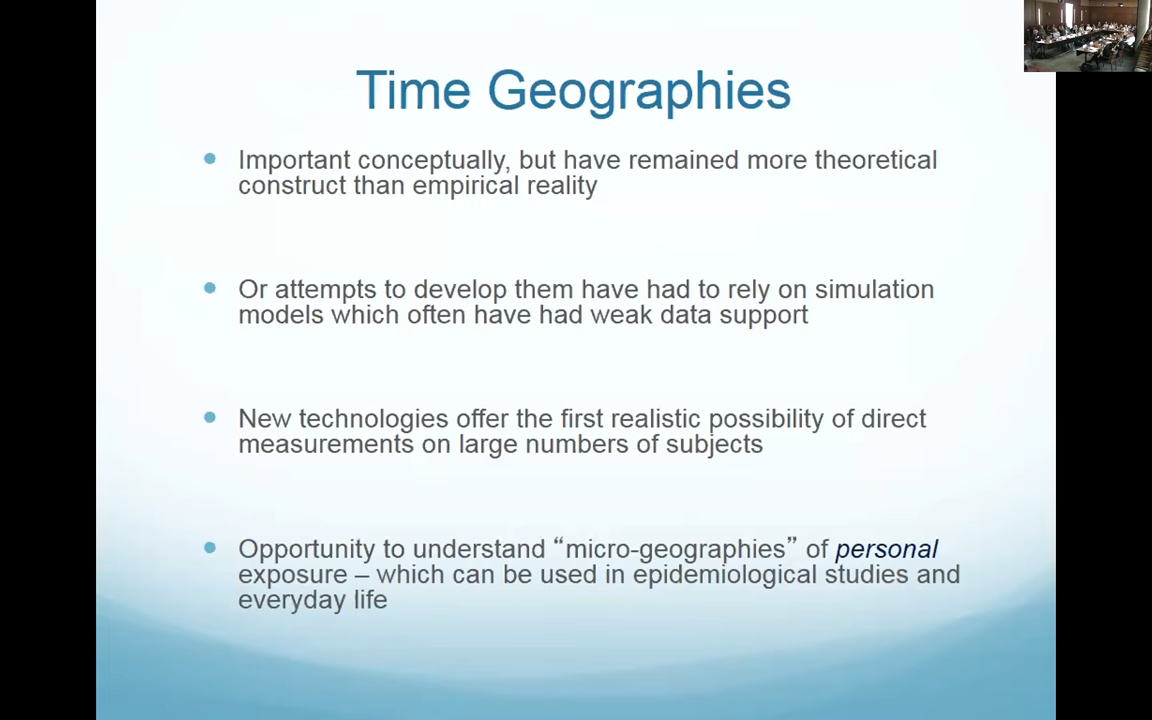 Time Geographies
Important conceptually, but have remained more theoretical
construct than empirical reality
Or attempts to develop them have had to rely on simulation
models which often have had weak data support
New technologies offer the first realistic possibility of direct
measurements on large numbers of subjects
Opportunity to understand “micro-geographies” of personal
exposure – which can be used in epidemiological studies and
everyday life